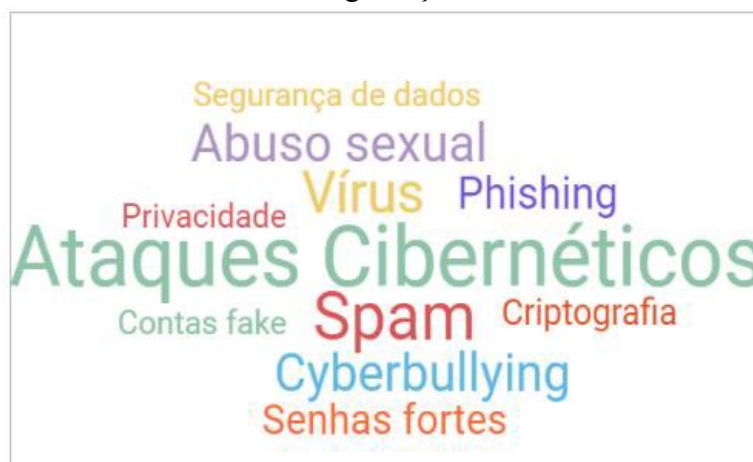 Segurança de dados
Abuso sexual
Vírus Phishing
Privacidade
Ataques Cibernéticos
Contas fake Spam Criptografia
Cyberbullying
Senhas fortes